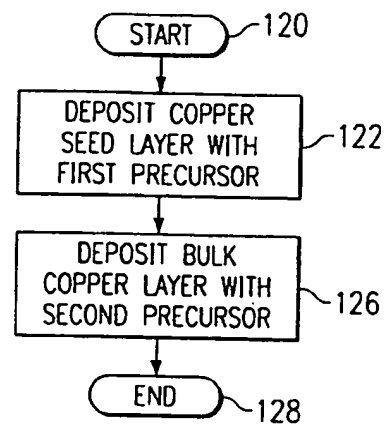 START
120
DEPOSIT COPPER
SEED LAYER WITH
FIRST PRECURSOR
122
DEPOSIT BULK
COPPER LAYER WITH
SECOND PRECURSOR
126
END
128